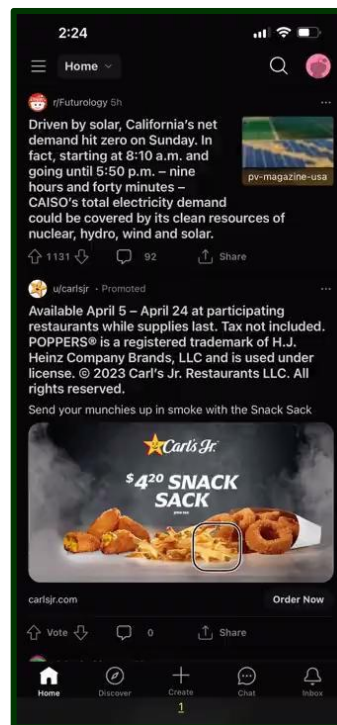 2:24
Home
r/Futurology 5h
Driven by solar, California's net
demand hit zero on Sunday. In
fact, starting at 8:10 a.m. and
going until 5:50 p.m. – nine
hours and forty minutes –
CAISO's total electricity demand
could be covered by its clean resources of
nuclear, hydro, wind and solar.
pv-magazine-usa
1131
92
Share
u/carlsjr · Promoted
Available April 5 – April 24 at participating
restaurants while supplies last. Tax not included.
POPPERS® is a registered trademark of H.J.
Heinz Company Brands, LLC and is used under
license. © 2023 Carl's Jr. Restaurants LLC. All
rights reserved.
Send your munchies up in smoke with the Snack Sack
Carl's Jr.
$4²⁰ SNACK
SACK
carlsjr.com
Order Now
Vote
0
Share
Home
Discover
Create
Chat
Inbox
1